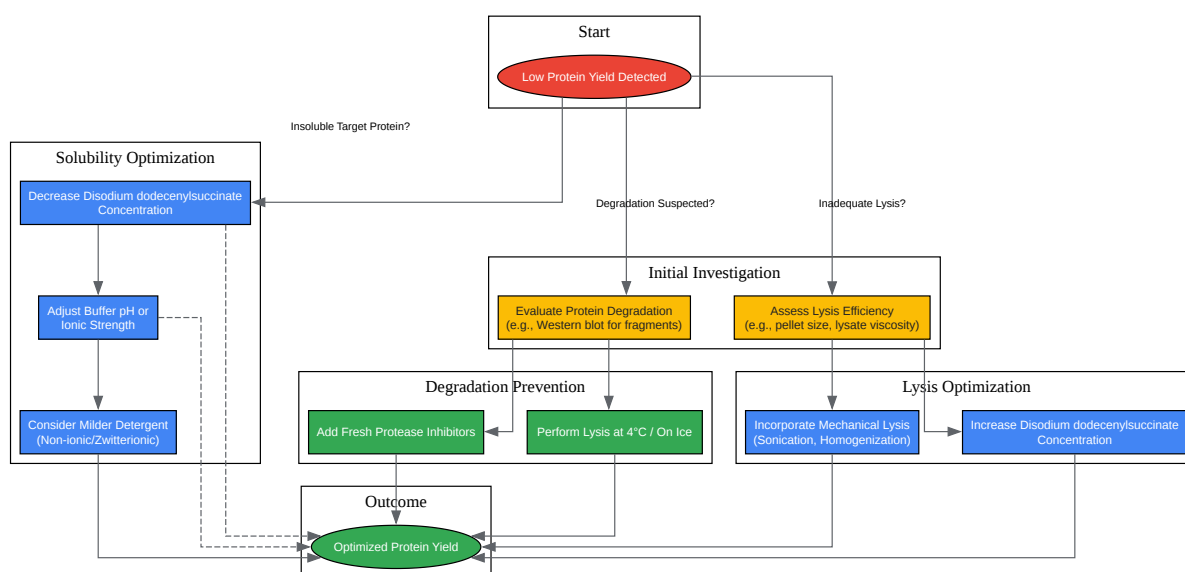 Start
Low Protein Yield Detected
Insoluble Target Protein?
Degradation Suspected?
Inadequate Lysis?
Solubility Optimization
Decrease Disodium dodecenylsuccinate
Concentration
Adjust Buffer pH or
Ionic Strength
Consider Milder Detergent
(Non-ionic/Zwitterionic)
Initial Investigation
Evaluate Protein Degradation
(e.g., Western blot for fragments)
Assess Lysis Efficiency
(e.g., pellet size, lysate viscosity)
Degradation Prevention
Add Fresh Protease Inhibitors
Perform Lysis at 4°C / On Ice
Lysis Optimization
Incorporate Mechanical Lysis
(Sonication, Homogenization)
Increase Disodium dodecenylsuccinate
Concentration
Outcome
Optimized Protein Yield